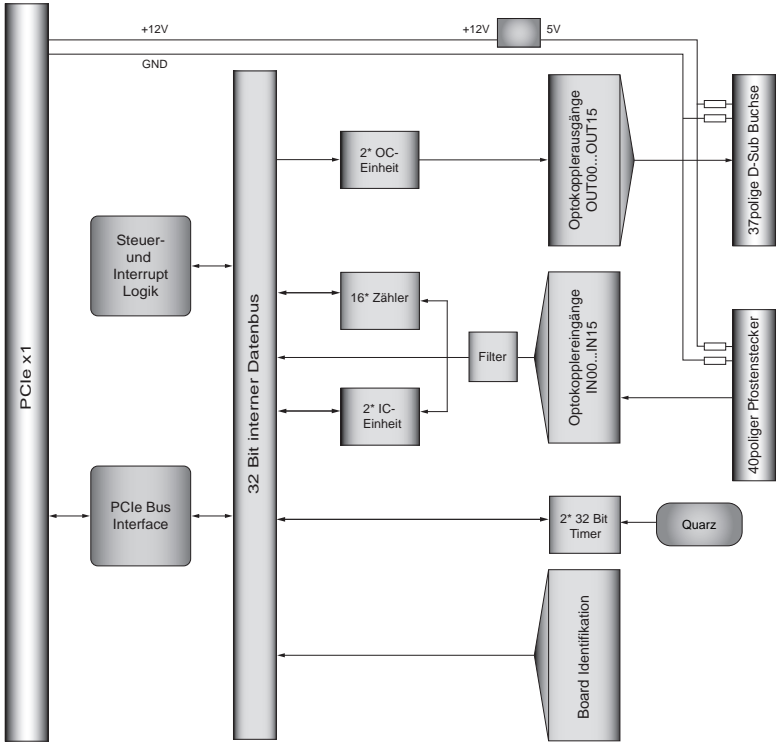 +12V
+12V
5V
GND
PCIe x1
32 Bit interner Datenbus
2* OC-
Einheit
Optokopplerausgänge
OUT00...OUT15
37polige D-Sub Buchse
Steuer-
und
Interrupt
Logik
16* Zähler
Filter
Optokopplereingänge
IN00...IN15
40poliger Pfostenstecker
2* IC-
Einheit
PCIe Bus
Interface
2* 32 Bit
Timer
Quarz
Board Identifikation